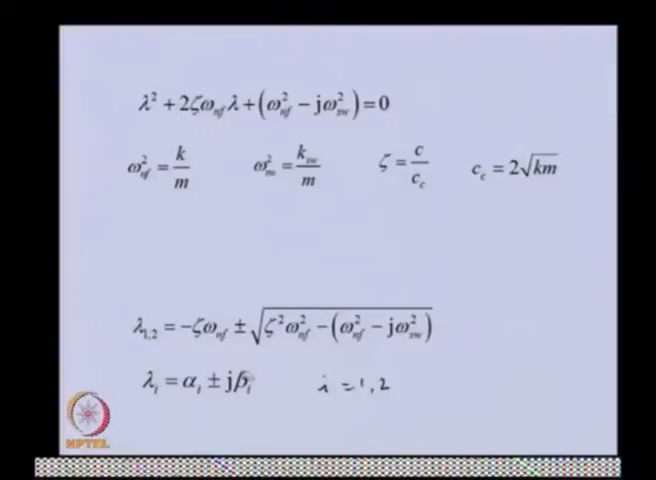 λ² + 2ζω_nf λ + (ω²_nf − jω²_sw) = 0
ω²_nf = k/m ω²_sw = k_sw/m ζ = c/c_c c_c = 2√km
λ_1,2 = −ζω_nf ± √(ζ²ω²_nf − (ω²_nf − jω²_sw))
λ_i = α_i ± jβ_i i = 1, 2
NPTEL